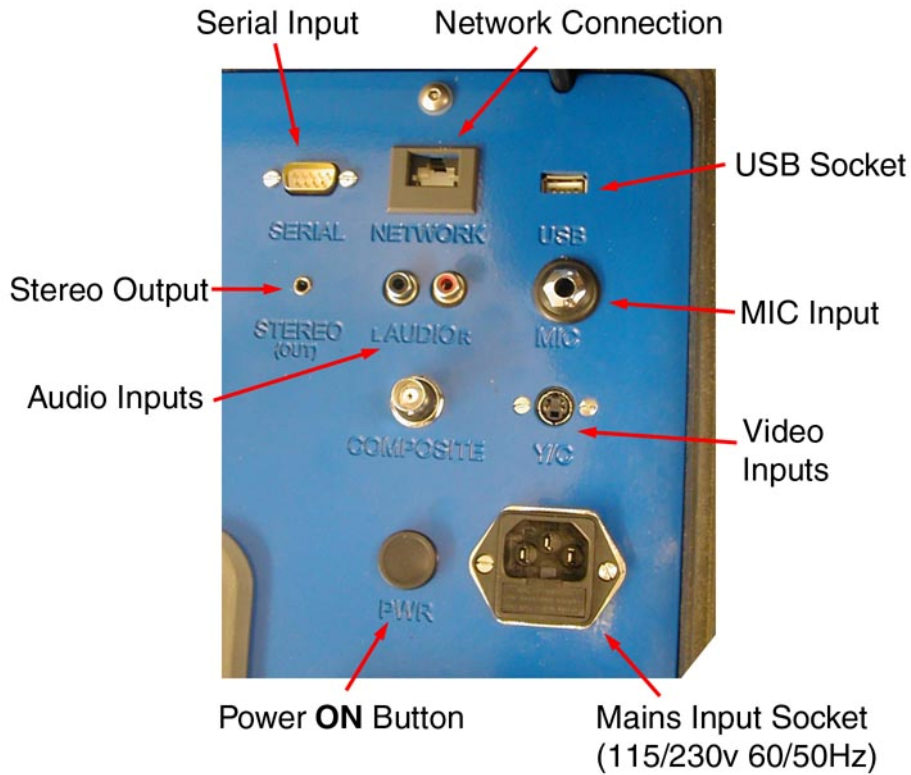 Serial Input
Network Connection
USB Socket
SERIAL
NETWORK
USB
Stereo Output
MIC Input
STEREO
(OUT)
L AUDIO R
MIC
Audio Inputs
COMPOSITE
Y/C
Video
Inputs
PWR
Power ON Button
Mains Input Socket
(115/230v 60/50Hz)